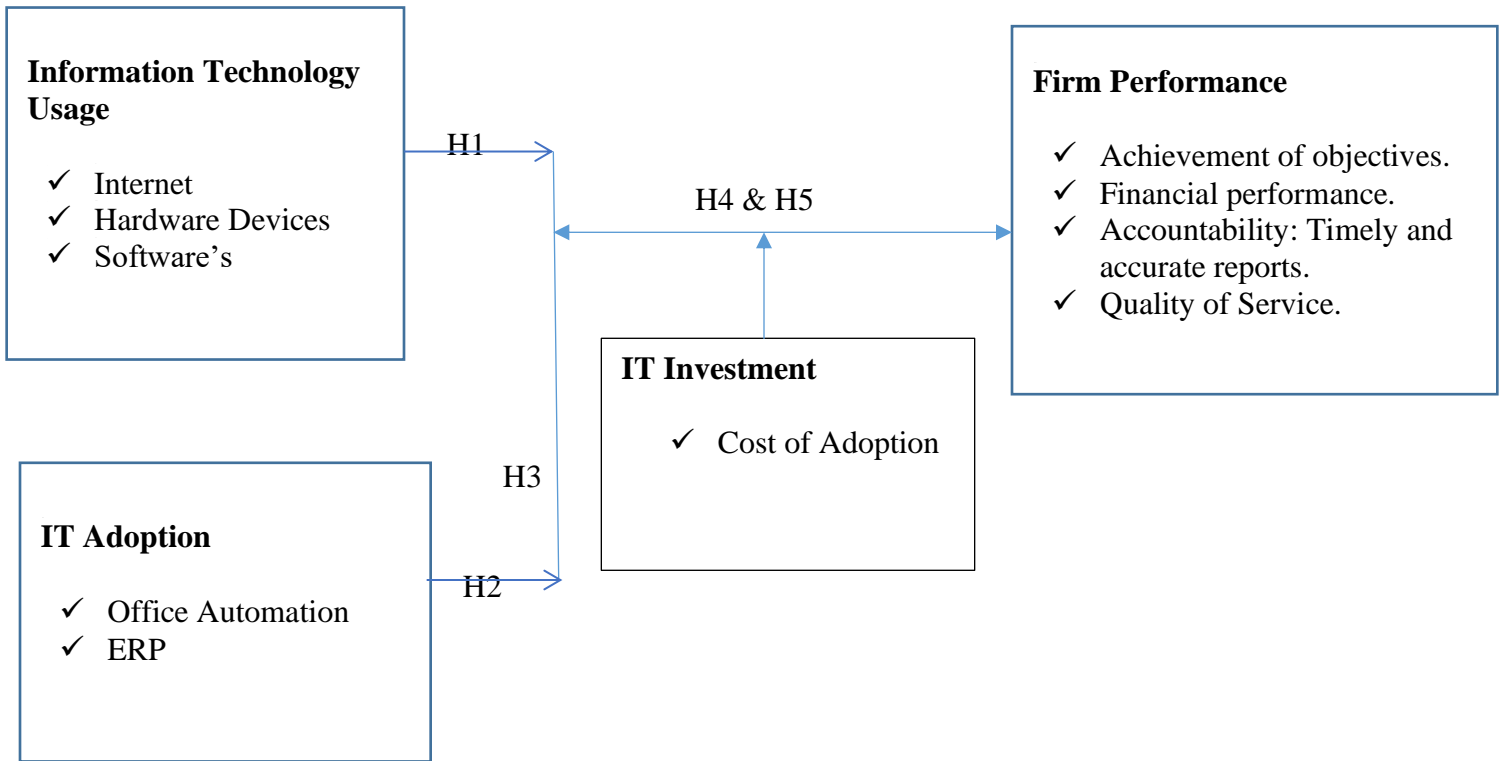 Information Technology
Usage
✓ Internet
✓ Hardware Devices
✓ Software’s
H1
H4 & H5
Firm Performance
✓ Achievement of objectives.
✓ Financial performance.
✓ Accountability: Timely and
accurate reports.
✓ Quality of Service.
IT Investment
✓ Cost of Adoption
H3
IT Adoption
✓ Office Automation
✓ ERP
H2